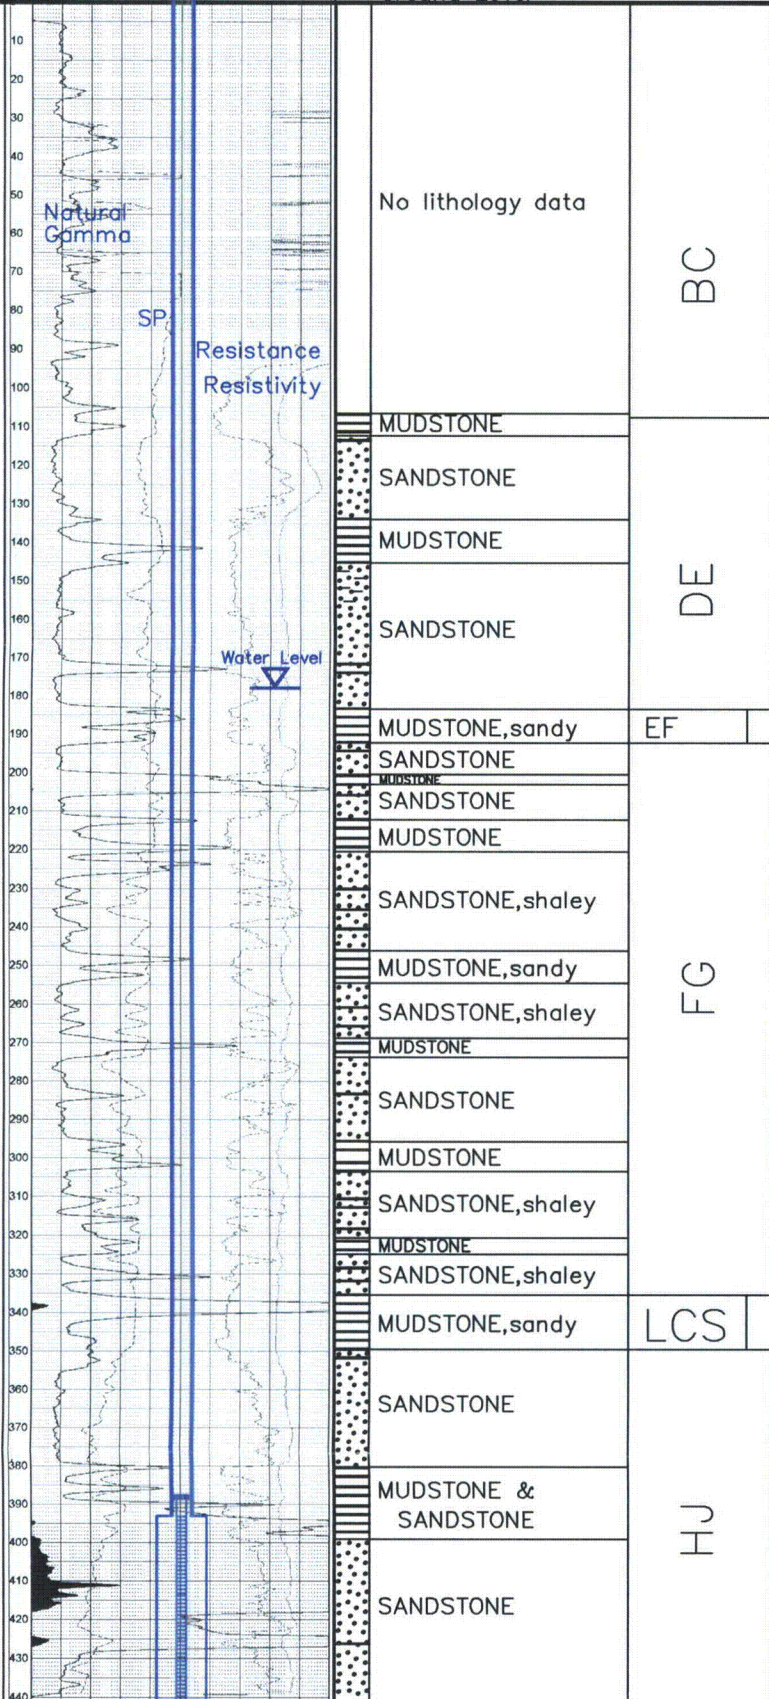 10
20
30
40
50
60
70
80
90
100
110
120
130
140
150
160
170
180
190
200
210
220
230
240
250
260
270
280
290
300
310
320
330
340
350
360
370
380
390
400
410
420
430
440
Natural
Gamma
SP
Resistance
Resistivity
Water Level
No lithology data
MUDSTONE
SANDSTONE
MUDSTONE
SANDSTONE
MUDSTONE,sandy
SANDSTONE
MUDSTONE
SANDSTONE
MUDSTONE
SANDSTONE,shaley
MUDSTONE,sandy
SANDSTONE,shaley
MUDSTONE
SANDSTONE
MUDSTONE
SANDSTONE,shaley
MUDSTONE
SANDSTONE,shaley
MUDSTONE,sandy
SANDSTONE
MUDSTONE &
SANDSTONE
SANDSTONE
BC
DE
EF
FG
LCS
HJ